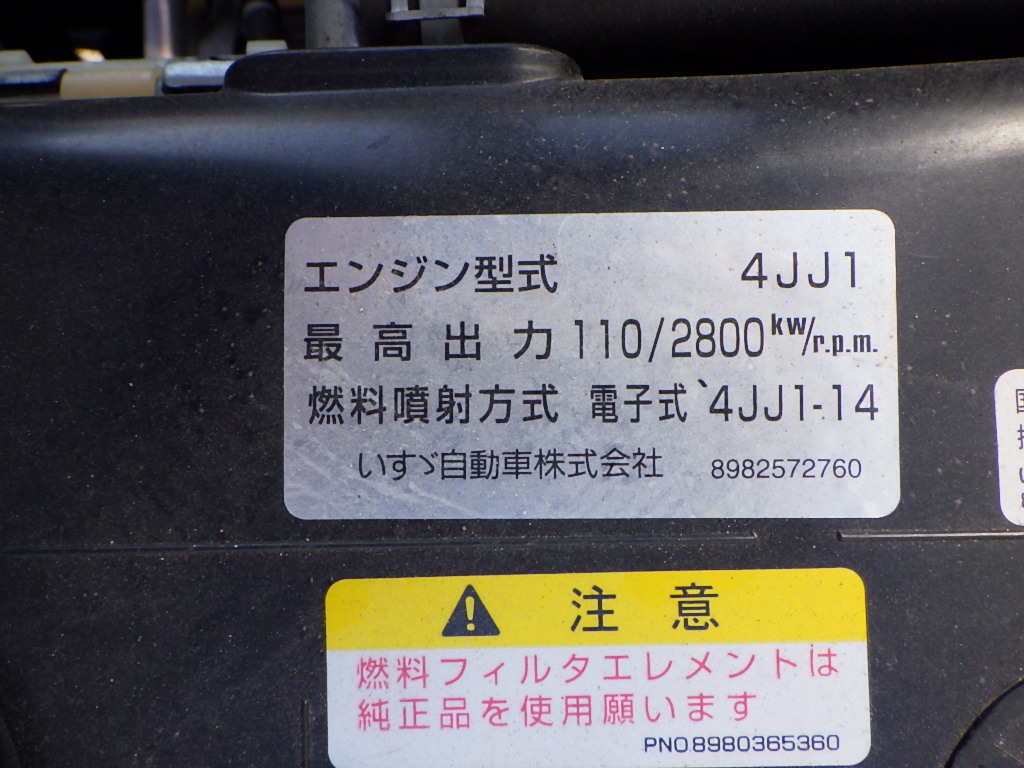 エンジン型式 4JJ1
最高出力 110/2800kw/r.p.m.
燃料噴射方式 電子式、4JJ1-14
いすゞ自動車株式会社 8982572760
注意
燃料フィルタエレメントは
純正品を使用願います
PNO8980365360